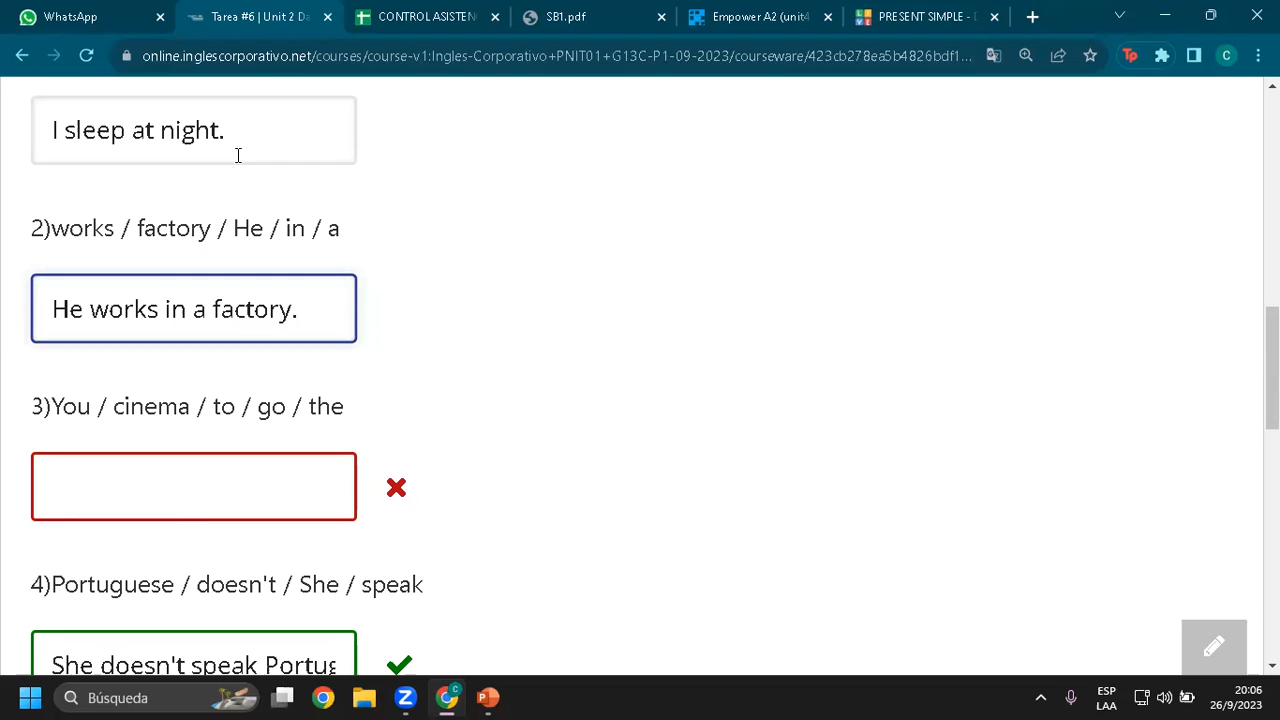 WhatsApp
Tarea #6 | Unit 2 Da
CONTROL ASISTEN
SB1.pdf
Empower A2 (unit4
PRESENT SIMPLE -
online.inglescorporativo.net/courses/course-v1:Ingles-Corporativo+PNIT01+G13C-P1-09-2023/courseware/423cb278ea5b4826bdf1...
Tp
C
I sleep at night.
2)works / factory / He / in / a
He works in a factory.
3)You / cinema / to / go / the
4)Portuguese / doesn't / She / speak
She doesn't speak Portug
Búsqueda
C
ESP
LAA
20:06
26/9/2023